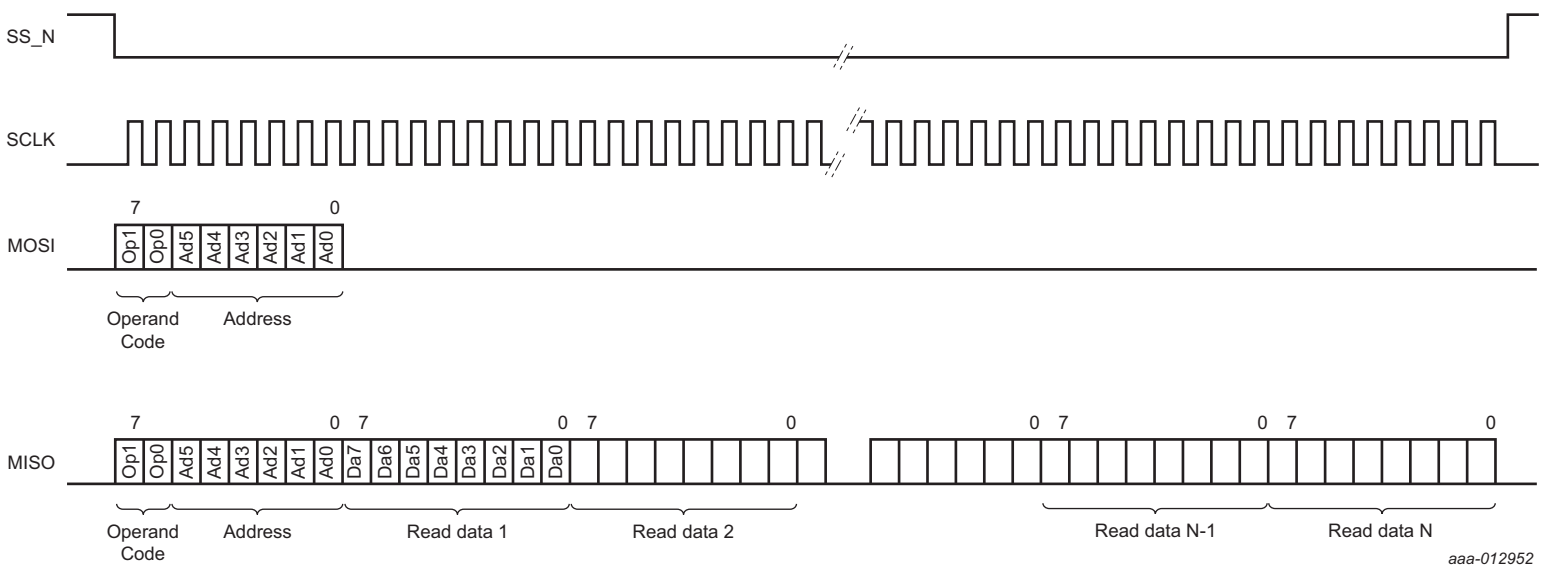 SS_N
SCLK
7 0
MOSI
Op1 Op0 Ad5 Ad4 Ad3 Ad2 Ad1 Ad0
Operand Code
Address
7 0 7 0 7 0 0 7 0 7 0
MISO
Op1 Op0 Ad5 Ad4 Ad3 Ad2 Ad1 Ad0 Da7 Da6 Da5 Da4 Da3 Da2 Da1 Da0
Operand Address Read data 1 Read data 2 Read data N-1 Read data N
Code
aaa-012952